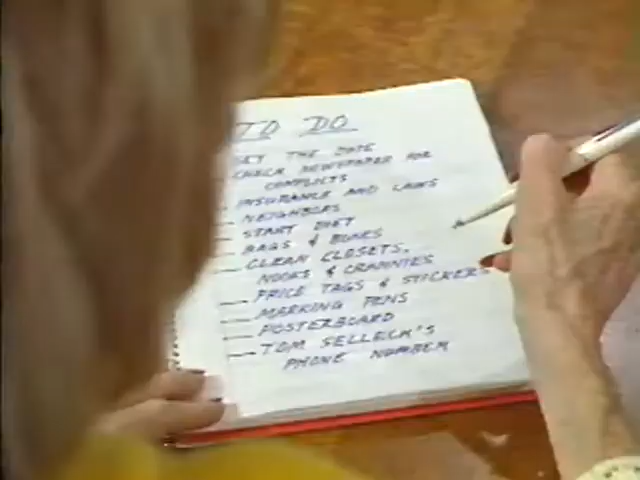 TO DO
SET THE DATE
CHECK NEWSPAPER FOR
CONFLICTS
INSURANCE AND LAWS
NEIGHBORS
START DIET
BAGS & BOXES
CLEAN CLOSETS,
NOOKS & CRANNIES
PRICE TAGS & STICKERS
MARKING PENS
POSTERBOARD
TOM SELLECK'S
PHONE NUMBER